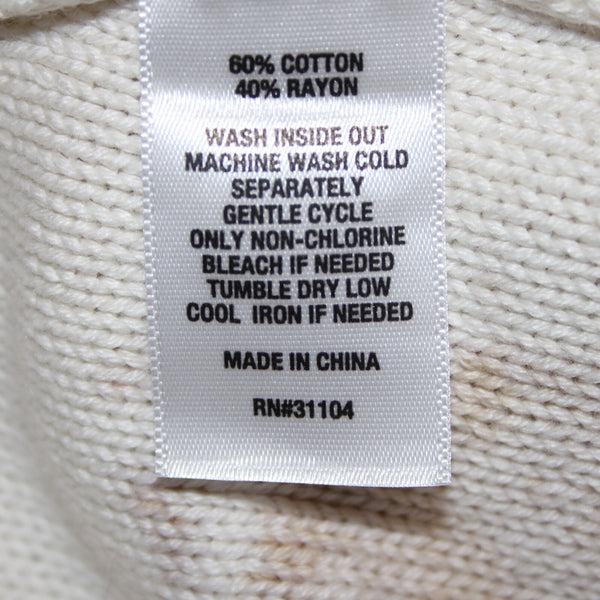 60% COTTON
40% RAYON
WASH INSIDE OUT
MACHINE WASH COLD
SEPARATELY
GENTLE CYCLE
ONLY NON-CHLORINE
BLEACH IF NEEDED
TUMBLE DRY LOW
COOL IRON IF NEEDED
MADE IN CHINA
RN#31104